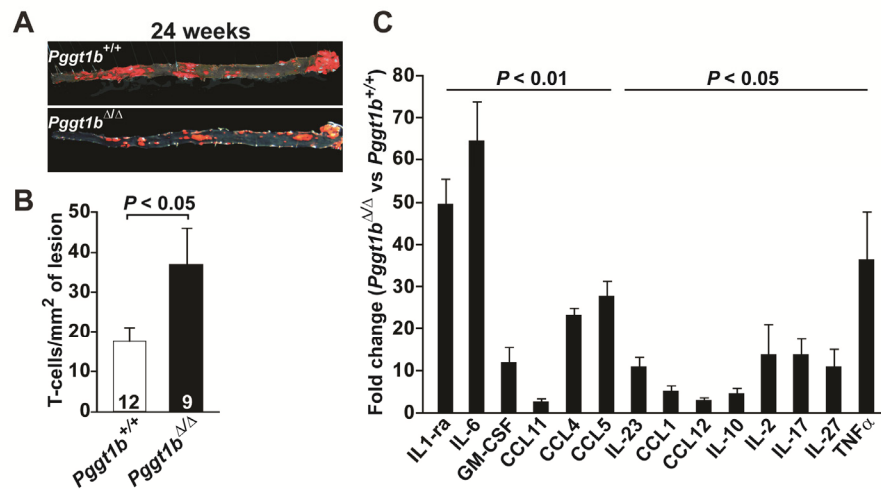 A
24 weeks
Pggt1b+/+
Pggt1bΔ/Δ
B
P < 0.05
T-cells/mm2 of lesion
50
40
30
20
10
0
12
9
Pggt1b+/+
Pggt1bΔ/Δ
C
Fold change (Pggt1bΔ/Δ vs Pggt1b+/+)
80
70
60
50
40
30
20
10
0
P < 0.01
P < 0.05
IL1-ra
IL-6
GM-CSF
CCL11
CCL4
CCL5
IL-23
CCL1
CCL12
IL-10
IL-2
IL-17
IL-27
TNFα